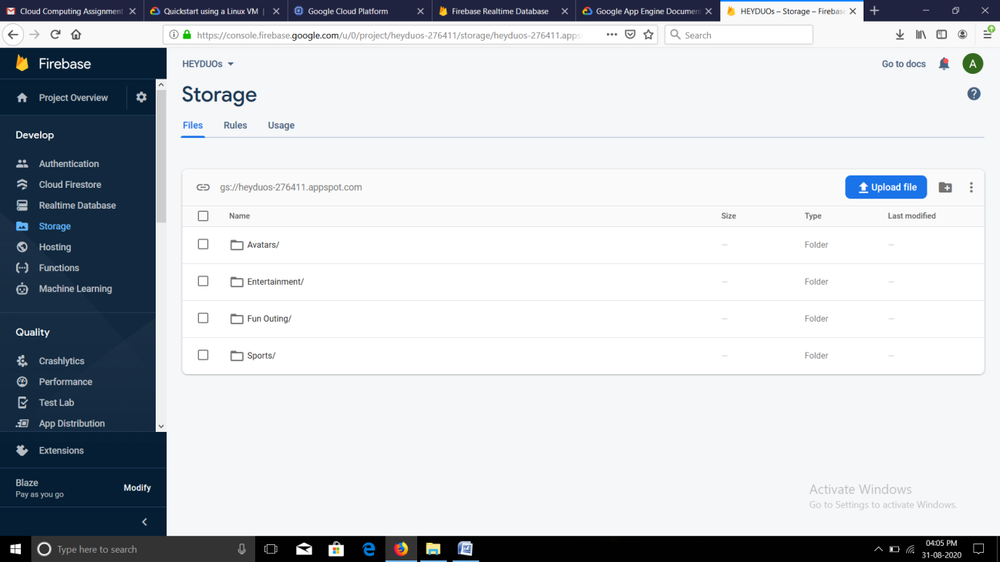 Cloud Computing Assignment
Quickstart using a Linux VM |
Google Cloud Platform
Firebase Realtime Database
Google App Engine Document
HEYDUOs – Storage – Firebase
https://console.firebase.google.com/u/0/project/heyduos-276411/storage/heyduos-276411.apps
Search
Firebase
Project Overview
Develop
Authentication
Cloud Firestore
Realtime Database
Storage
Hosting
Functions
Machine Learning
Quality
Crashlytics
Performance
Test Lab
App Distribution
Extensions
Blaze
Pay as you go
Modify
HEYDUOs
Go to docs
A
Storage
?
Files Rules Usage
gs://heyduos-276411.appspot.com
Upload file
Name Size Type Last modified
Avatars/ – Folder –
Entertainment/ – Folder –
Fun Outing/ – Folder –
Sports/ – Folder –
Activate Windows
Go to Settings to activate Windows.
Type here to search
04:05 PM
31-08-2020